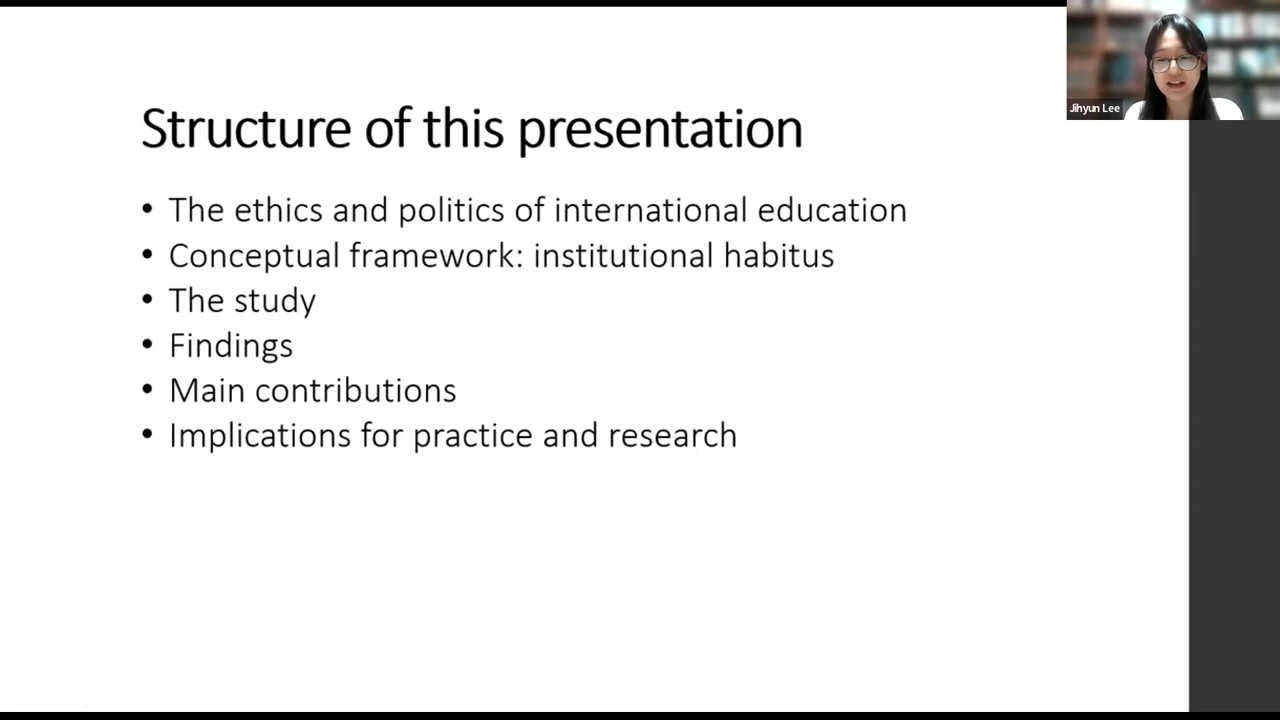 Jihyun Lee
Structure of this presentation
• The ethics and politics of international education
• Conceptual framework: institutional habitus
• The study
• Findings
• Main contributions
• Implications for practice and research